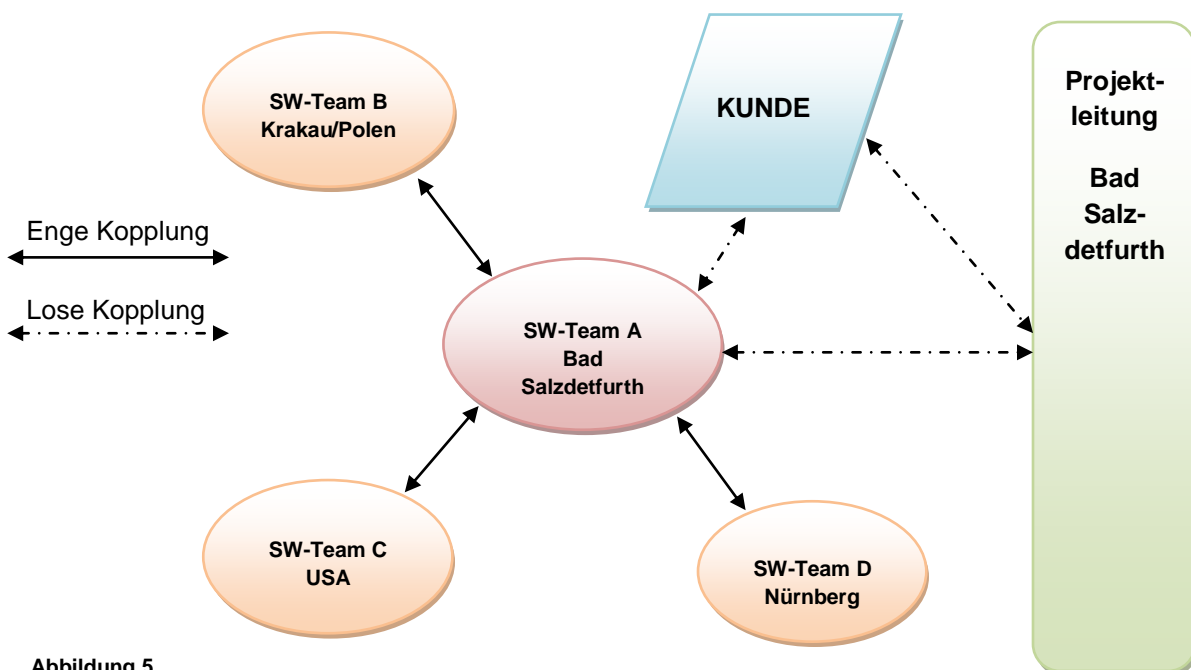 SW-Team B
Krakau/Polen
KUNDE
Projekt-
leitung
Bad
Salz-
detfurth
Enge Kopplung
Lose Kopplung
SW-Team A
Bad
Salzdetfurth
SW-Team C
USA
SW-Team D
Nürnberg
Abbildung 5